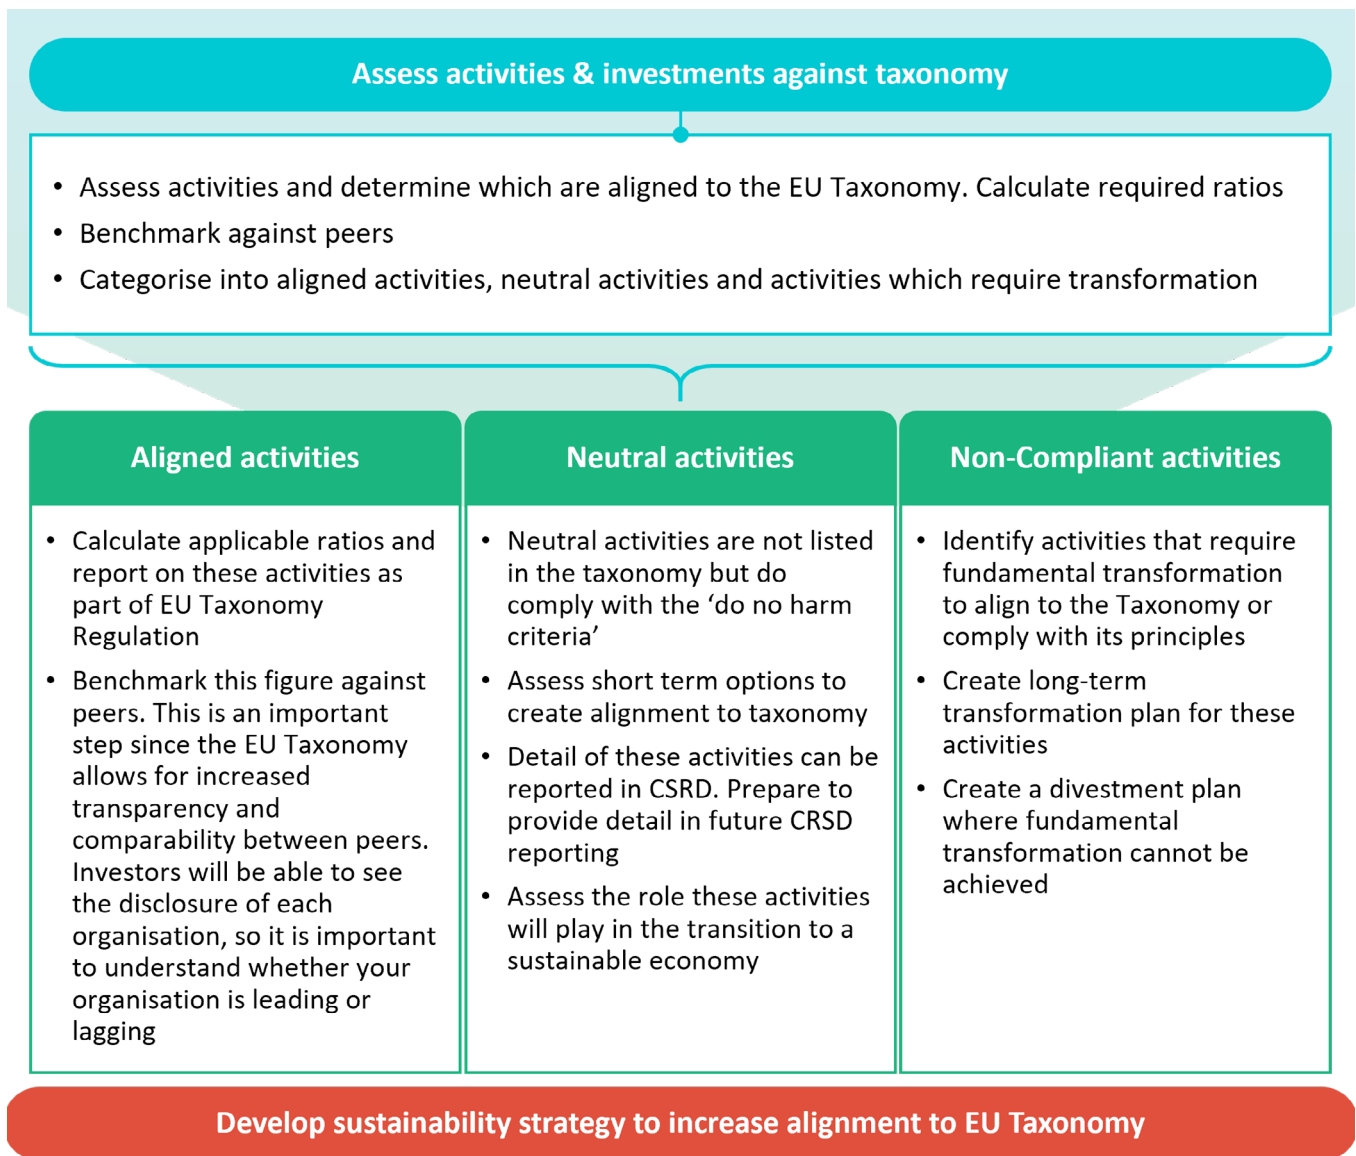 Assess activities & investments against taxonomy
• Assess activities and determine which are aligned to the EU Taxonomy. Calculate required ratios
• Benchmark against peers
• Categorise into aligned activities, neutral activities and activities which require transformation
Aligned activities
• Calculate applicable ratios and
report on these activities as
part of EU Taxonomy
Regulation
• Benchmark this figure against
peers. This is an important
step since the EU Taxonomy
allows for increased
transparency and
comparability between peers.
Investors will be able to see
the disclosure of each
organisation, so it is important
to understand whether your
organisation is leading or
lagging
Neutral activities
• Neutral activities are not listed
in the taxonomy but do
comply with the ‘do no harm
criteria’
• Assess short term options to
create alignment to taxonomy
• Detail of these activities can be
reported in CSRD. Prepare to
provide detail in future CRSD
reporting
• Assess the role these activities
will play in the transition to a
sustainable economy
Non-Compliant activities
• Identify activities that require
fundamental transformation
to align to the Taxonomy or
comply with its principles
• Create long-term
transformation plan for these
activities
• Create a divestment plan
where fundamental
transformation cannot be
achieved
Develop sustainability strategy to increase alignment to EU Taxonomy